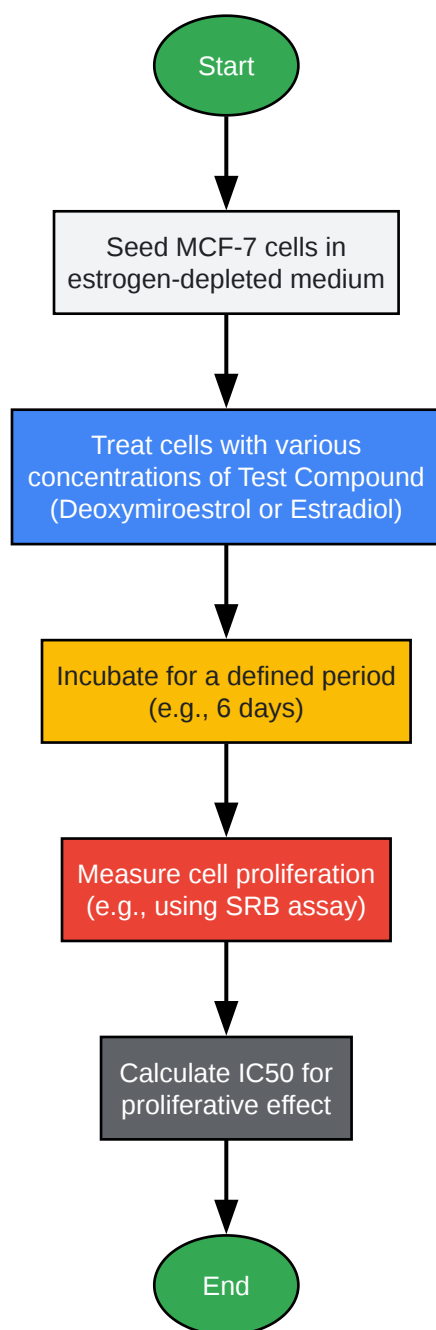 Start
Seed MCF-7 cells in
estrogen-depleted medium
Treat cells with various
concentrations of Test Compound
(Deoxymiroestrol or Estradiol)
Incubate for a defined period
(e.g., 6 days)
Measure cell proliferation
(e.g., using SRB assay)
Calculate IC50 for
proliferative effect
End